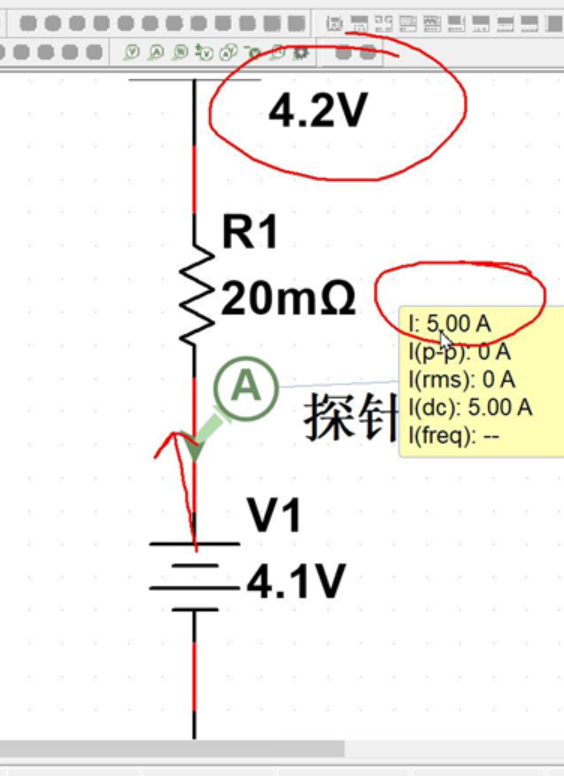 4.2V
R1
20mΩ
I: 5.00 A
I(p-p): 0 A
I(rms): 0 A
I(dc): 5.00 A
I(freq): --
A
探针
V1
4.1V